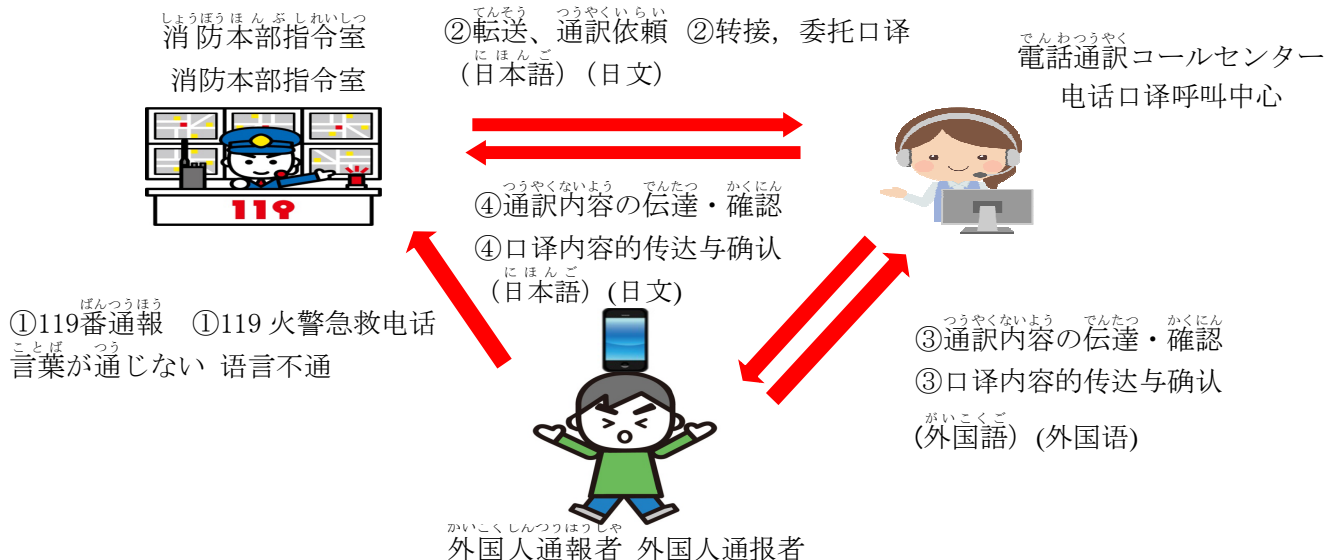 しょうぼうほんぶしれいしつ
消防本部指令室
消防本部指令室
119
てんそう つうやくいらい
②転送、通訳依頼 ②转接，委托口译
にほんご
（日本語）(日文)
でんわつうやく
電話通訳コールセンター
电话口译呼叫中心
つうやくないよう でんたつ かくにん
④通訳内容の伝達・確認
④口译内容的传达与确认
にほんご
（日本語）(日文)
ばんつうほう
①119番通報 ①119 火警急救电话
ことば つう
言葉が通じない 语言不通
つうやくないよう でんたつ かくにん
③通訳内容の伝達・確認
③口译内容的传达与确认
がいこくご
（外国語）(外国语)
がいこくじんつうほうしゃ
外国人通報者 外国人通报者